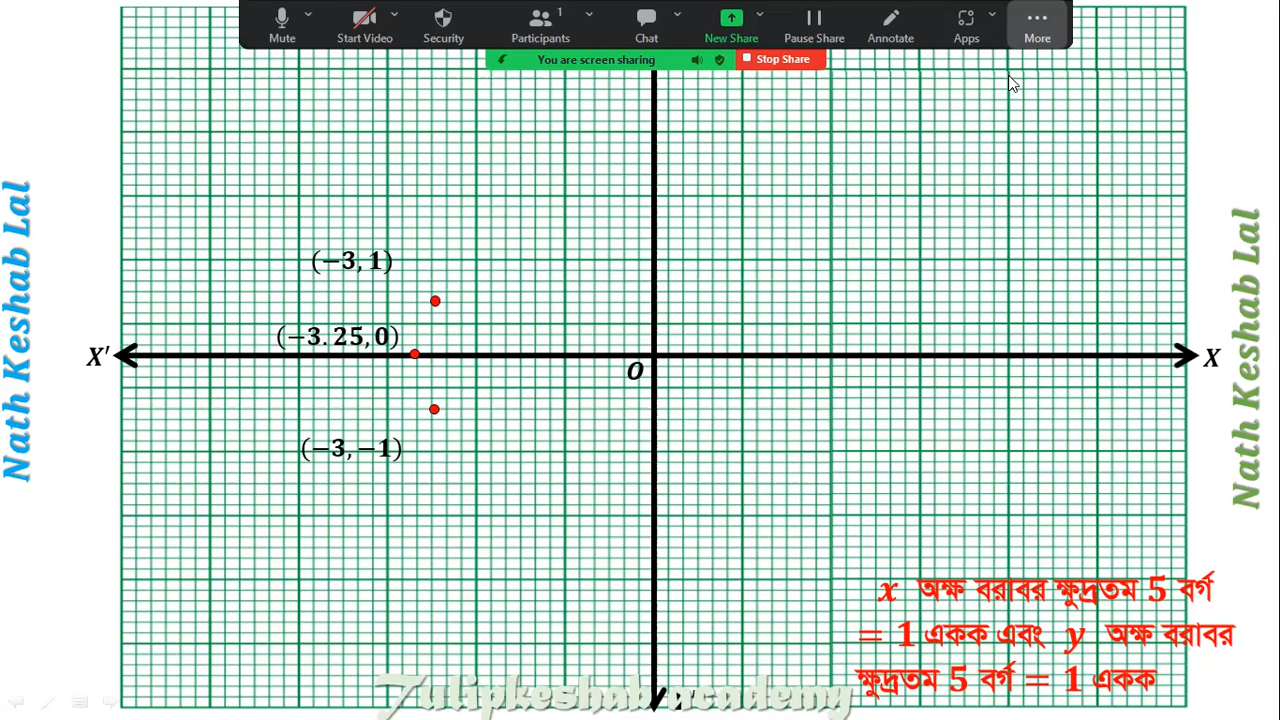 Mute
Start Video
Security
Participants
1
Chat
New Share
Pause Share
Annotate
Apps
More
You are screen sharing
Stop Share
Nath Keshab Lal
(−3, 1)
(−3.25, 0)
X′
O
X
(−3, −1)
Nath Keshab Lal
x অক্ষ বরাবর ক্ষুদ্রতম 5 বর্গ
= 1 একক এবং y অক্ষ বরাবর
ক্ষুদ্রতম 5 বর্গ = 1 একক
Tulipkeshab academy